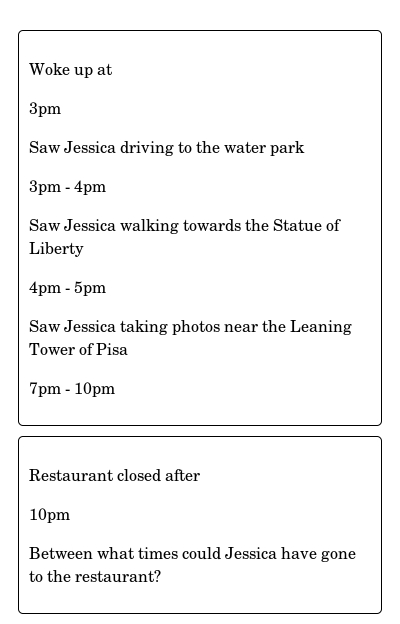 Woke up at
3pm
Saw Jessica driving to the water park
3pm - 4pm
Saw Jessica walking towards the Statue of
Liberty
4pm - 5pm
Saw Jessica taking photos near the Leaning
Tower of Pisa
7pm - 10pm
Restaurant closed after
10pm
Between what times could Jessica have gone
to the restaurant?